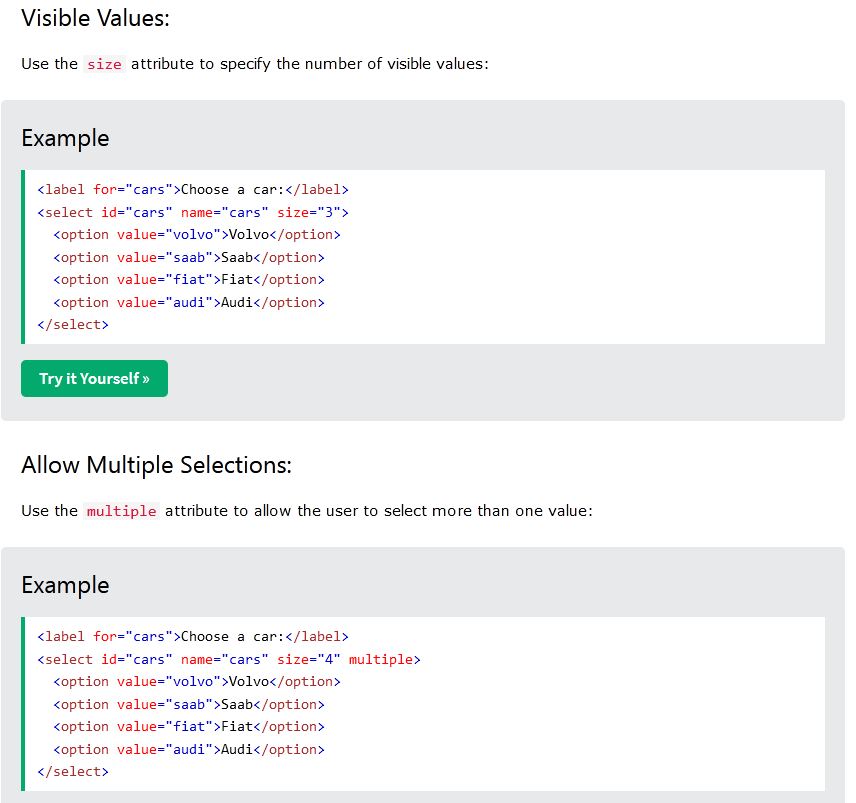 Visible Values:
Use the size attribute to specify the number of visible values:
Example
<label for="cars">Choose a car:</label>
<select id="cars" name="cars" size="3">
  <option value="volvo">Volvo</option>
  <option value="saab">Saab</option>
  <option value="fiat">Fiat</option>
  <option value="audi">Audi</option>
</select>
Try it Yourself »
Allow Multiple Selections:
Use the multiple attribute to allow the user to select more than one value:
Example
<label for="cars">Choose a car:</label>
<select id="cars" name="cars" size="4" multiple>
  <option value="volvo">Volvo</option>
  <option value="saab">Saab</option>
  <option value="fiat">Fiat</option>
  <option value="audi">Audi</option>
</select>